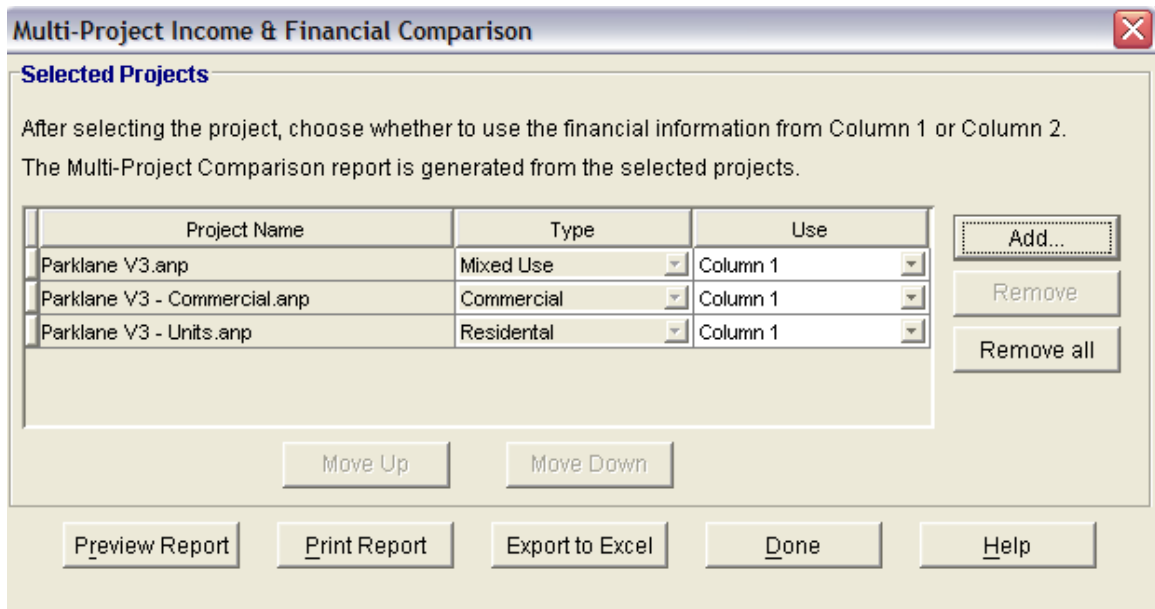 Multi-Project Income & Financial Comparison
Selected Projects
After selecting the project, choose whether to use the financial information from Column 1 or Column 2.
The Multi-Project Comparison report is generated from the selected projects.
Project Name Type Use
Parklane V3.anp Mixed Use Column 1
Parklane V3 - Commercial.anp Commercial Column 1
Parklane V3 - Units.anp Residental Column 1
Add...
Remove
Remove all
Move Up Move Down
Preview Report Print Report Export to Excel Done Help